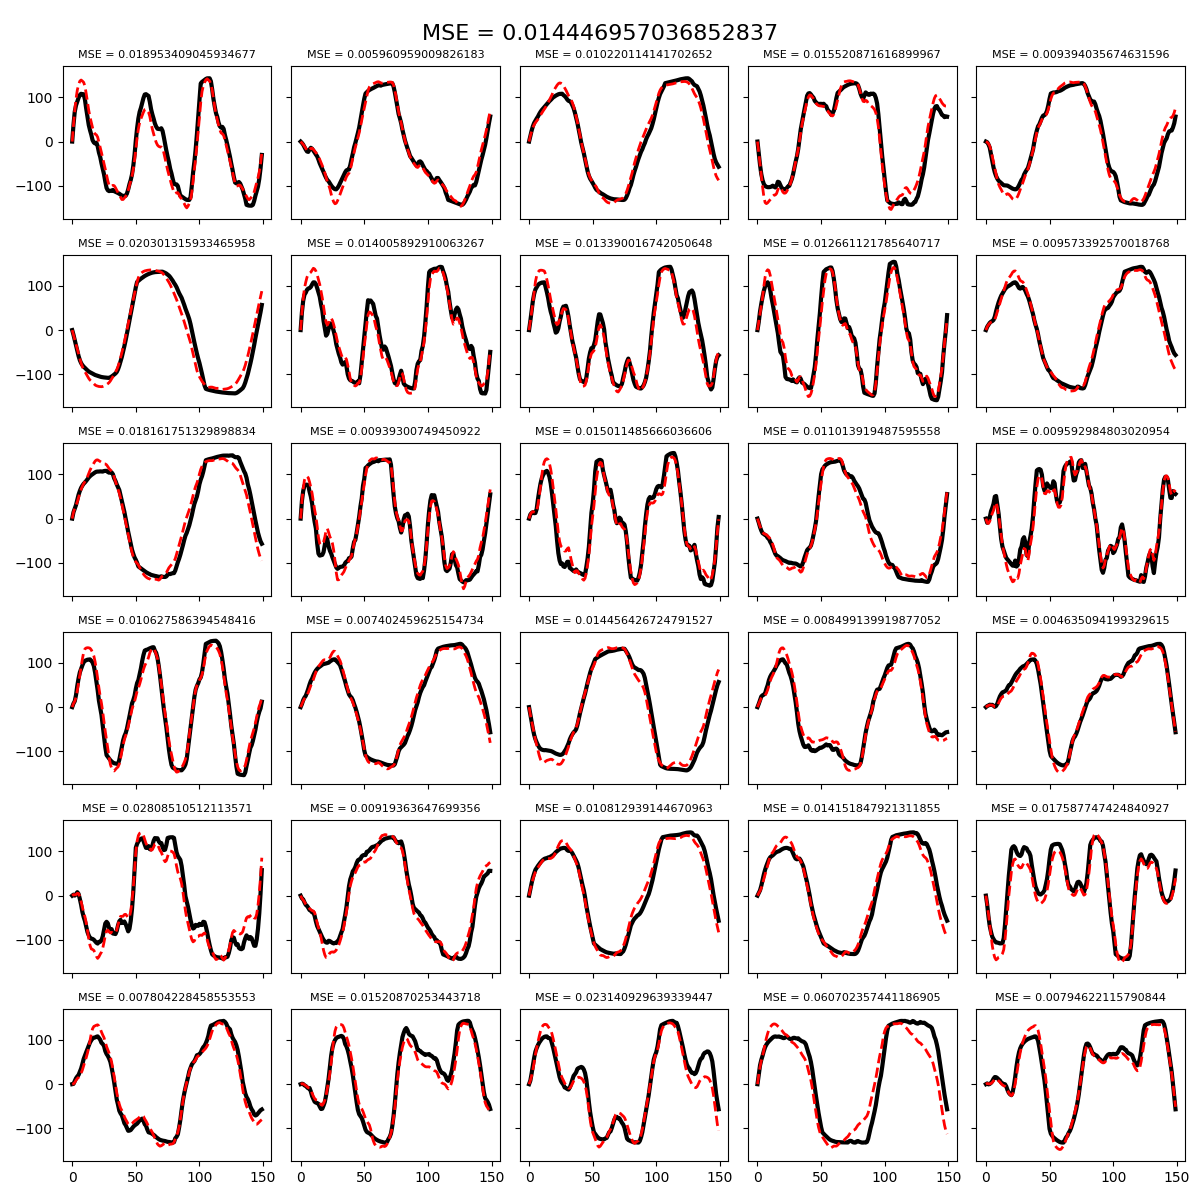 MSE = 0.014446957036852837
MSE = 0.018953409045934677 MSE = 0.005960959009826183 MSE = 0.010220114141702652 MSE = 0.015520871616899967 MSE = 0.009394035674631596
100
0
−100
MSE = 0.020301315933465958 MSE = 0.014005892910063267 MSE = 0.013390016742050648 MSE = 0.012661121785640717 MSE = 0.009573392570018768
100
0
−100
MSE = 0.018161751329898834 MSE = 0.00939300749450922 MSE = 0.015011485666036606 MSE = 0.011013919487595558 MSE = 0.009592984803020954
100
0
−100
MSE = 0.010627586394548416 MSE = 0.007402459625154734 MSE = 0.014456426724791527 MSE = 0.008499139919877052 MSE = 0.004635094199329615
100
0
−100
MSE = 0.02808510512113571 MSE = 0.00919363647699356 MSE = 0.010812939144670963 MSE = 0.014151847921311855 MSE = 0.017587747424840927
100
0
−100
MSE = 0.007804228458553553 MSE = 0.01520870253443718 MSE = 0.023140929639339447 MSE = 0.060702357441186905 MSE = 0.00794622115790844
100
0
−100
0 50 100 150 0 50 100 150 0 50 100 150 0 50 100 150 0 50 100 150